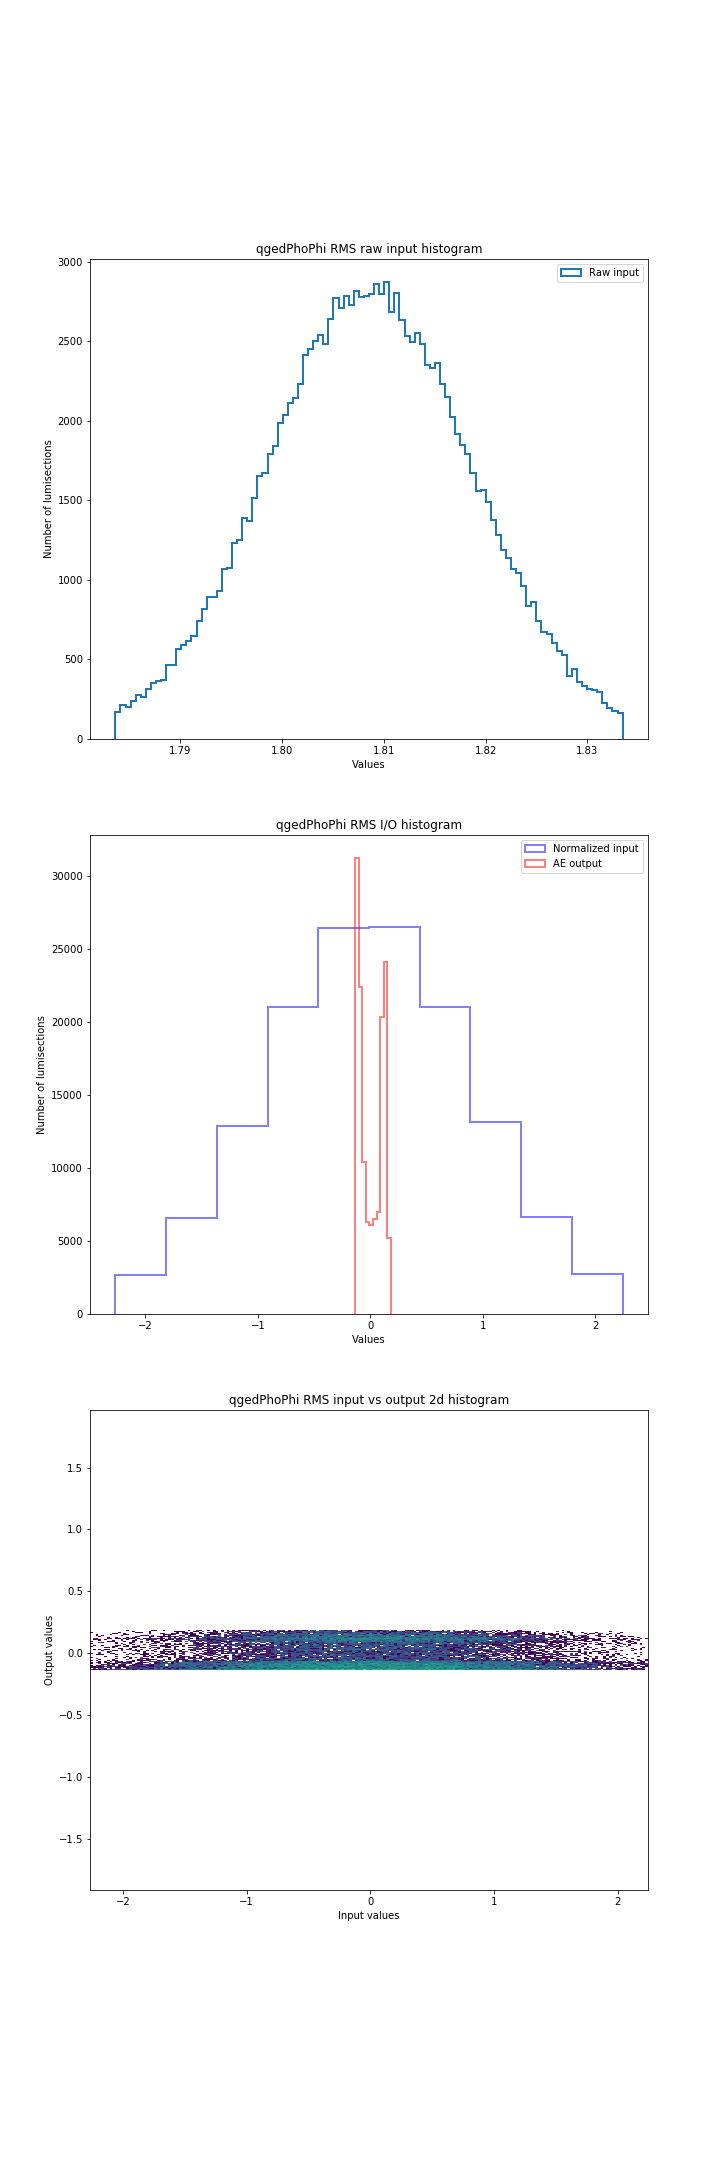 qgedPhoPhi RMS raw input histogram
3000
2500
2000
1500
1000
500
0
Number of lumisections
Raw input
1.79 1.80 1.81 1.82 1.83
Values
qgedPhoPhi RMS I/O histogram
30000
25000
20000
15000
10000
5000
0
Number of lumisections
Normalized input
AE output
−2 −1 0 1 2
Values
qgedPhoPhi RMS input vs output 2d histogram
1.5
1.0
0.5
0.0
−0.5
−1.0
−1.5
Output values
−2 −1 0 1 2
Input values